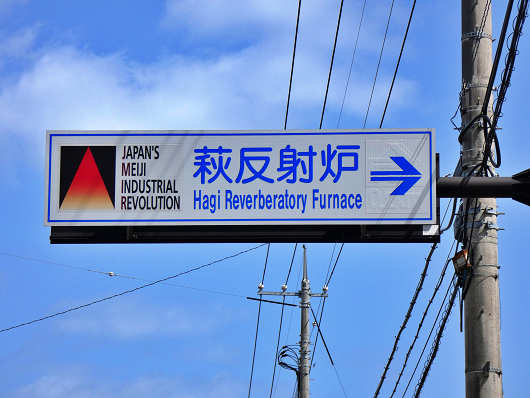 JAPAN'S
MEIJI
INDUSTRIAL
REVOLUTION
萩反射炉
Hagi Reverberatory Furnace